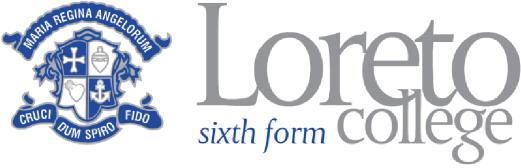 MARIA REGINA ANGELORUM
CRUCI DUM SPIRO FIDO
Loreto
sixth form college